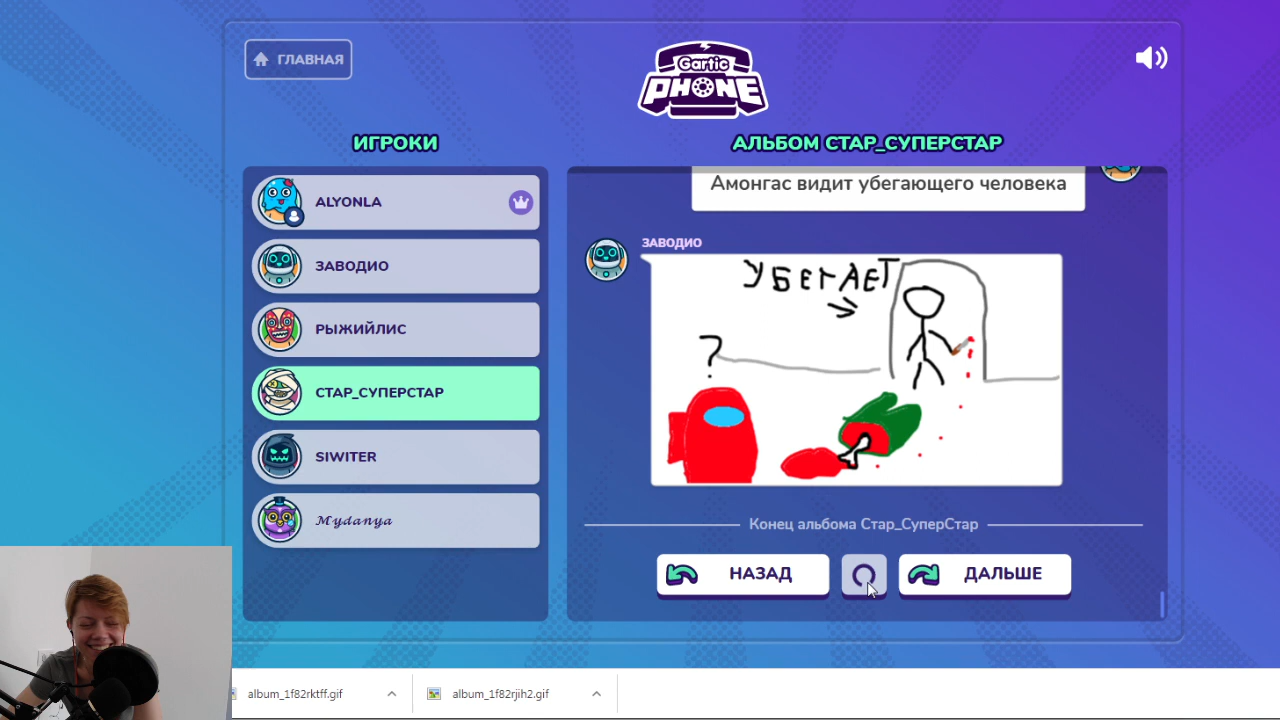 ГЛАВНАЯ
Gartic
PHONE
ИГРОКИ
АЛЬБОМ СТАР_СУПЕРСТАР
ALYONLA
ЗАВОДИО
РЫЖИЙЛИС
СТАР_СУПЕРСТАР
SIWITER
Mydanya
Амонгас видит убегающего человека
ЗАВОДИО
УБЕГАЕТ
?
Конец альбома Стар_СуперСтар
НАЗАД
ДАЛЬШЕ
album_1f82rktff.gif
album_1f82rjih2.gif